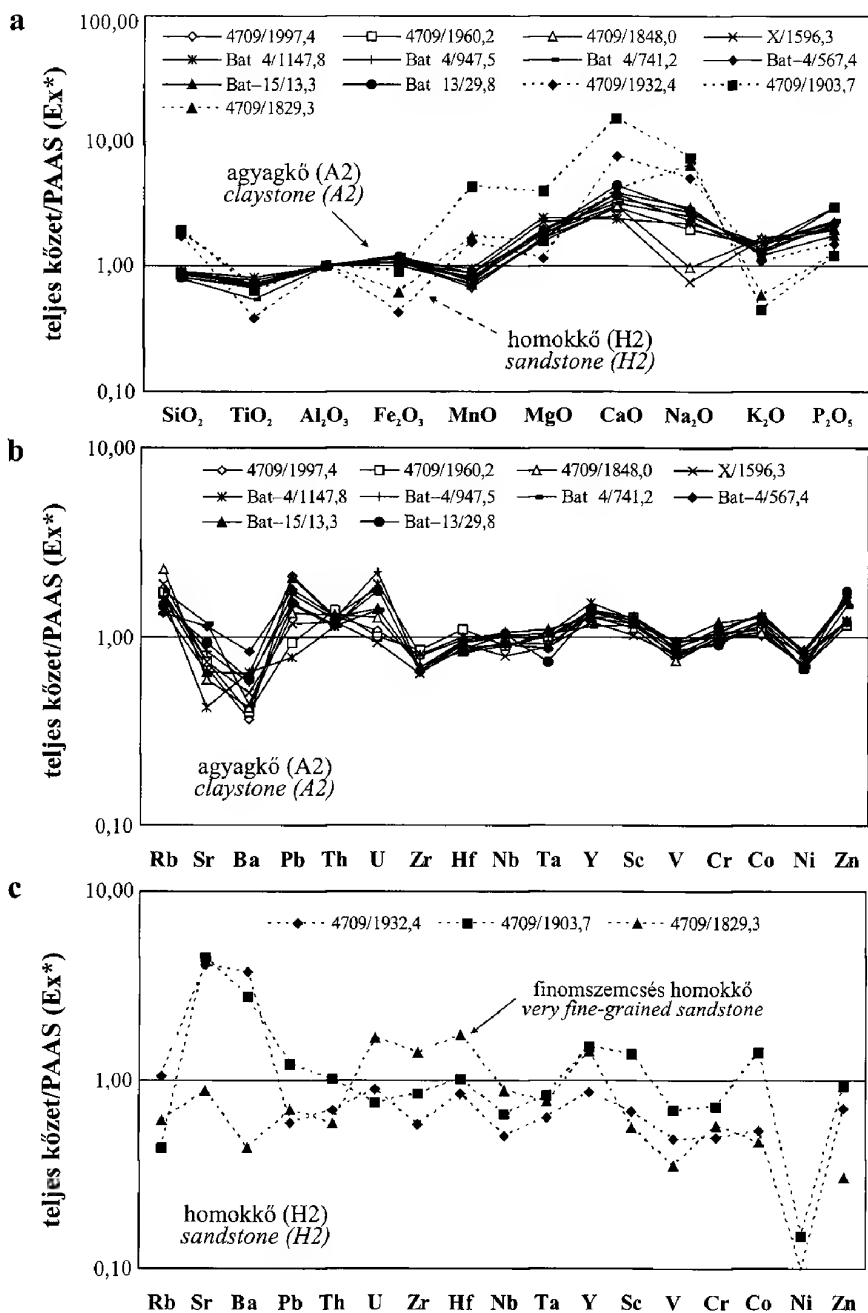 a
100,00
4709/1997,4 4709/1960,2 4709/1848,0 X/1596,3
Bat 4/1147,8 Bat 4/947,5 Bat 4/741,2 Bat–4/567,4
Bat–15/13,3 Bat 13/29,8 4709/1932,4 4709/1903,7
4709/1829,3
10,00
agyagkő (A2)
claystone (A2)
1,00
homokkő (H2)
sandstone (H2)
0,10
teljes kőzet/PAAS (Ex*)
SiO₂ TiO₂ Al₂O₃ Fe₂O₃ MnO MgO CaO Na₂O K₂O P₂O₅
b
10,00
4709/1997,4 4709/1960,2 4709/1848,0 X/1596,3
Bat–4/1147,8 Bat–4/947,5 Bat 4/741,2 Bat–4/567,4
Bat–15/13,3 Bat–13/29,8
1,00
agyagkő (A2)
claystone (A2)
0,10
teljes kőzet/PAAS (Ex*)
Rb Sr Ba Pb Th U Zr Hf Nb Ta Y Sc V Cr Co Ni Zn
c
10,00
4709/1932,4 4709/1903,7 4709/1829,3
finomszemcsés homokkő
very fine-grained sandstone
1,00
homokkő (H2)
sandstone (H2)
0,10
teljes kőzet/PAAS (Ex*)
Rb Sr Ba Pb Th U Zr Hf Nb Ta Y Sc V Cr Co Ni Zn